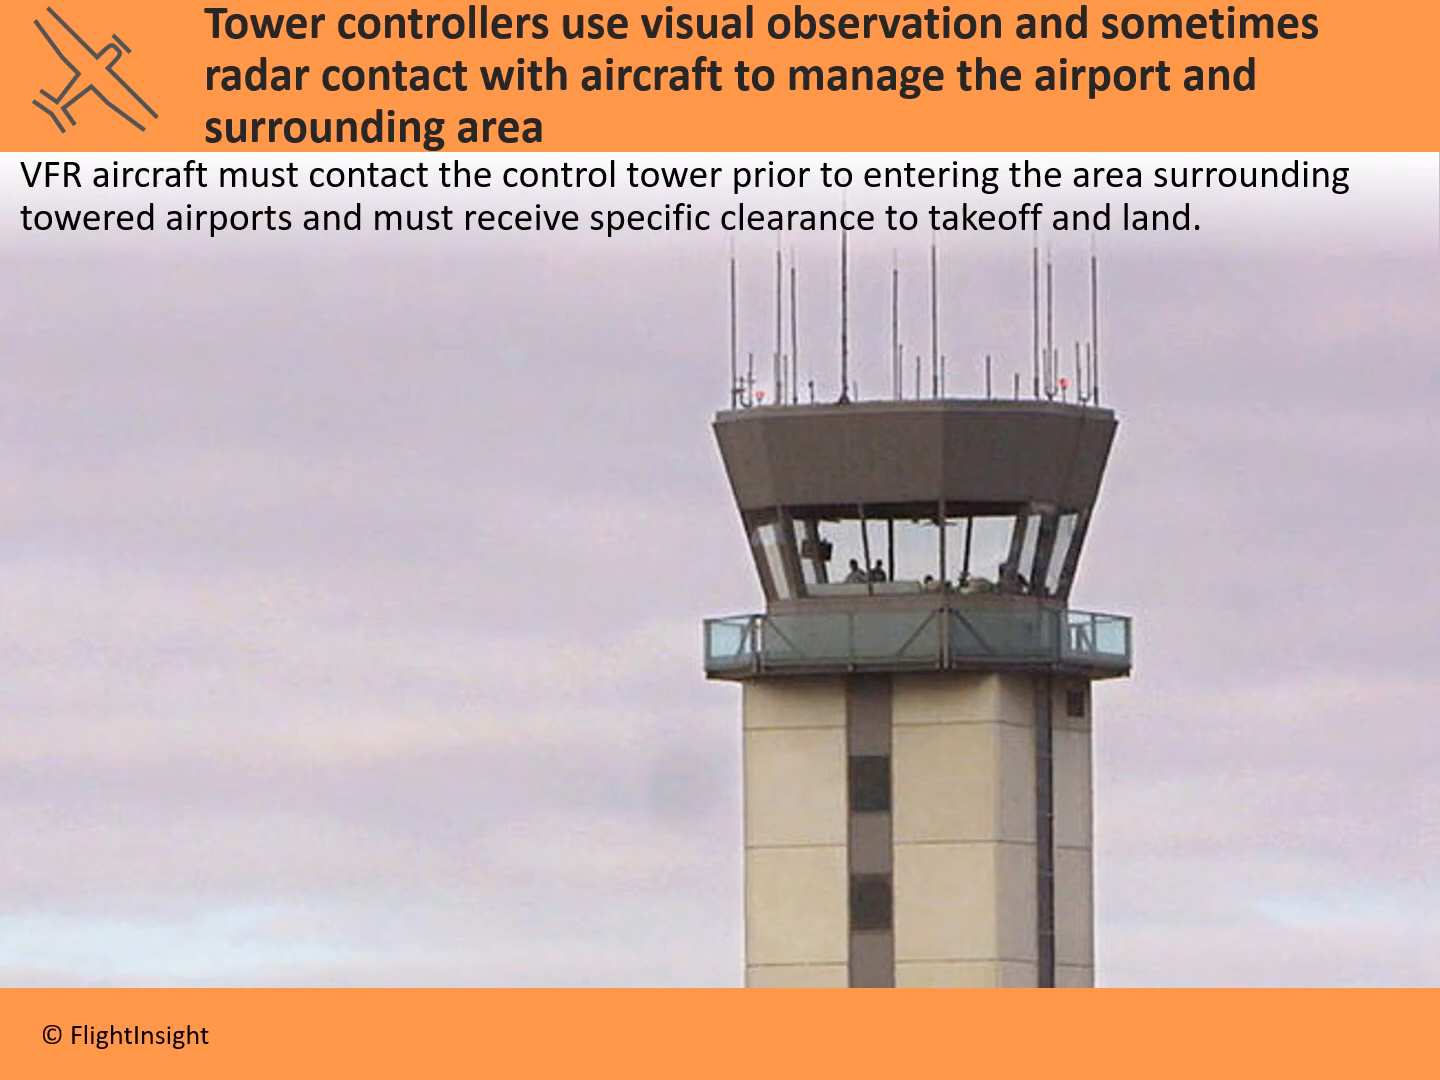 Tower controllers use visual observation and sometimes
radar contact with aircraft to manage the airport and
surrounding area
VFR aircraft must contact the control tower prior to entering the area surrounding
towered airports and must receive specific clearance to takeoff and land.
© FlightInsight